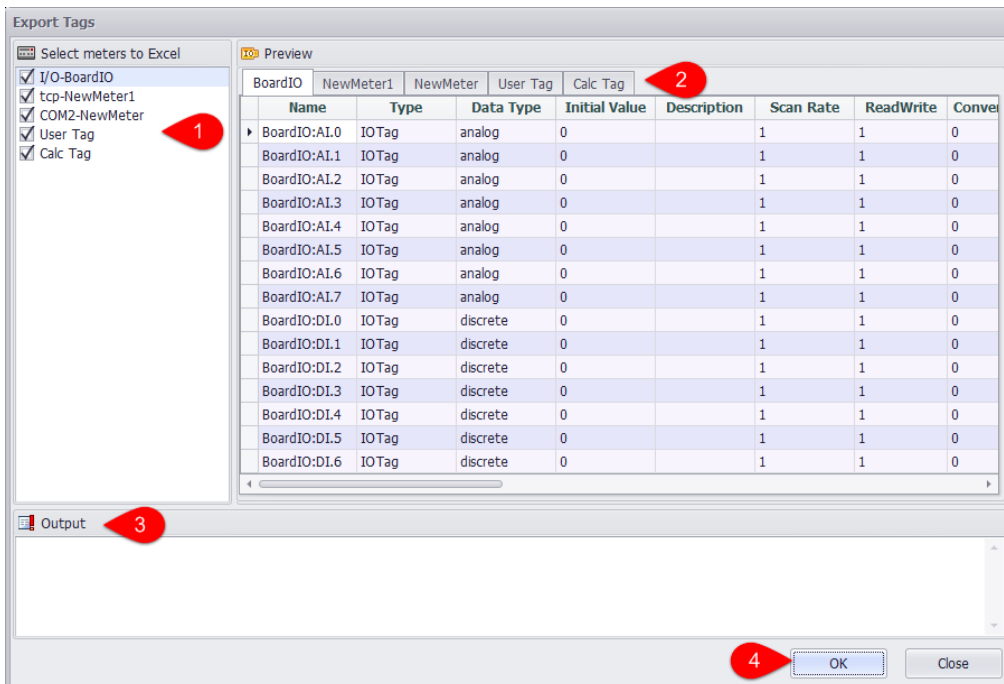 Export Tags
Select meters to Excel
I/O-BoardIO
tcp-NewMeter1
COM2-NewMeter
User Tag
Calc Tag
1
Preview
BoardIO NewMeter1 NewMeter User Tag Calc Tag
2
Name Type Data Type Initial Value Description Scan Rate ReadWrite Conver
BoardIO:AI.0 IOTag analog 0 1 1 0
BoardIO:AI.1 IOTag analog 0 1 1 0
BoardIO:AI.2 IOTag analog 0 1 1 0
BoardIO:AI.3 IOTag analog 0 1 1 0
BoardIO:AI.4 IOTag analog 0 1 1 0
BoardIO:AI.5 IOTag analog 0 1 1 0
BoardIO:AI.6 IOTag analog 0 1 1 0
BoardIO:AI.7 IOTag analog 0 1 1 0
BoardIO:DI.0 IOTag discrete 0 1 1 0
BoardIO:DI.1 IOTag discrete 0 1 1 0
BoardIO:DI.2 IOTag discrete 0 1 1 0
BoardIO:DI.3 IOTag discrete 0 1 1 0
BoardIO:DI.4 IOTag discrete 0 1 1 0
BoardIO:DI.5 IOTag discrete 0 1 1 0
BoardIO:DI.6 IOTag discrete 0 1 1 0
Output 3
4 OK Close